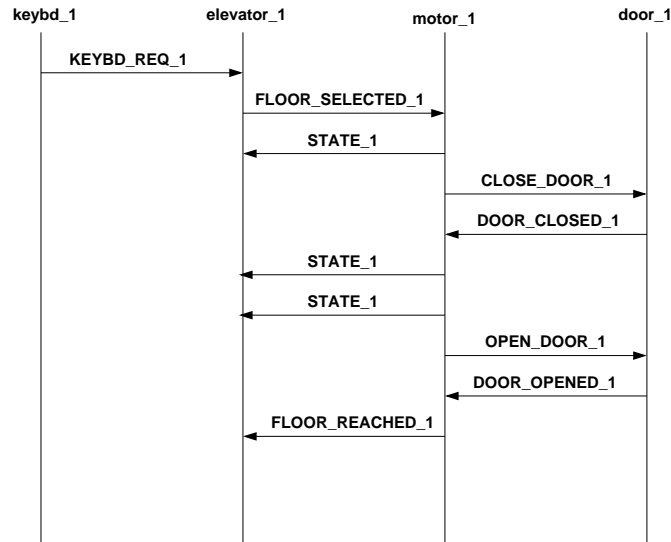 keybd_1 elevator_1 motor_1 door_1
KEYBD_REQ_1
FLOOR_SELECTED_1
STATE_1
CLOSE_DOOR_1
DOOR_CLOSED_1
STATE_1
STATE_1
OPEN_DOOR_1
DOOR_OPENED_1
FLOOR_REACHED_1